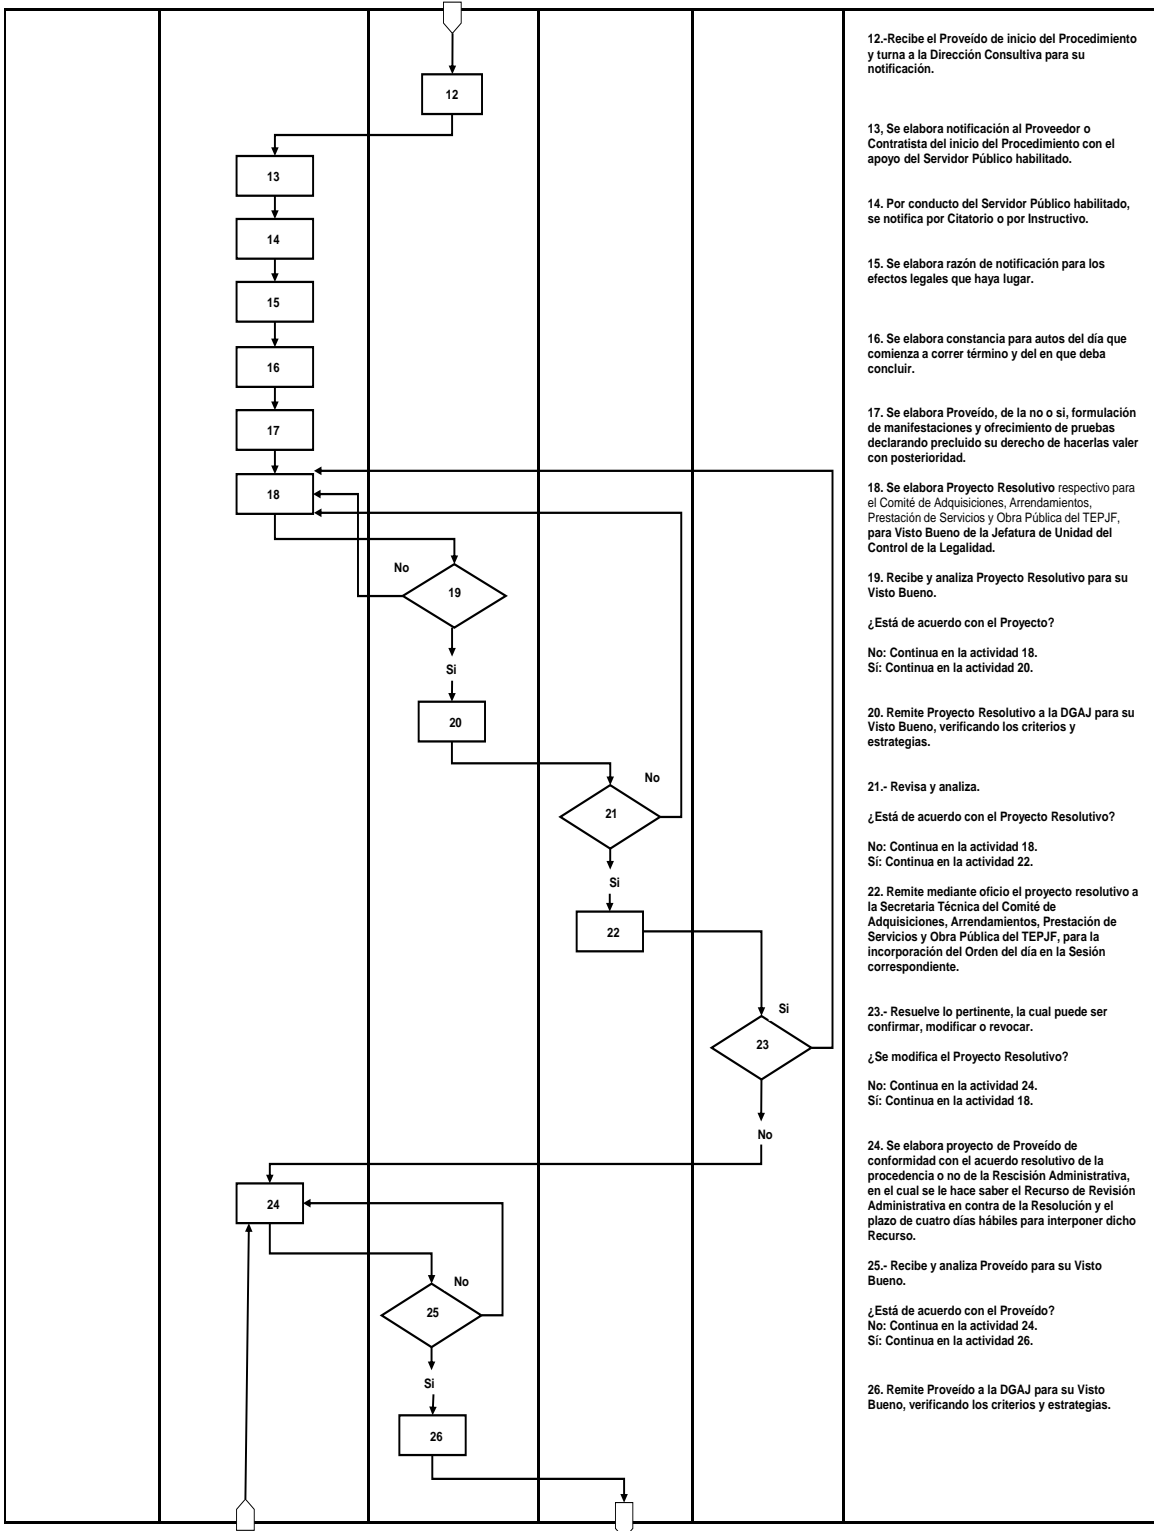 12.-Recibe el Proveído de inicio del Procedimiento
y turna a la Dirección Consultiva para su
notificación.
12
13, Se elabora notificación al Proveedor o
Contratista del inicio del Procedimiento con el
apoyo del Servidor Público habilitado.
13
14. Por conducto del Servidor Público habilitado,
se notifica por Citatorio o por Instructivo.
14
15. Se elabora razón de notificación para los
efectos legales que haya lugar.
15
16. Se elabora constancia para autos del día que
comienza a correr término y del en que deba
concluir.
16
17. Se elabora Proveído, de la no o si, formulación
de manifestaciones y ofrecimiento de pruebas
declarando precluido su derecho de hacerlas valer
con posterioridad.
17
18. Se elabora Proyecto Resolutivo respectivo para
el Comité de Adquisiciones, Arrendamientos,
Prestación de Servicios y Obra Pública del TEPJF,
para Visto Bueno de la Jefatura de Unidad del
Control de la Legalidad.
18
19. Recibe y analiza Proyecto Resolutivo para su
Visto Bueno.
¿Está de acuerdo con el Proyecto?
No: Continua en la actividad 18.
Sí: Continua en la actividad 20.
No
19
Si
20. Remite Proyecto Resolutivo a la DGAJ para su
Visto Bueno, verificando los criterios y
estrategias.
20
21.- Revisa y analiza.
¿Está de acuerdo con el Proyecto Resolutivo?
No: Continua en la actividad 18.
Sí: Continua en la actividad 22.
No
21
Si
22. Remite mediante oficio el proyecto resolutivo a
la Secretaria Técnica del Comité de
Adquisiciones, Arrendamientos, Prestación de
Servicios y Obra Pública del TEPJF, para la
incorporación del Orden del día en la Sesión
correspondiente.
22
23.- Resuelve lo pertinente, la cual puede ser
confirmar, modificar o revocar.
¿Se modifica el Proyecto Resolutivo?
No: Continua en la actividad 24.
Sí: Continua en la actividad 18.
Si
23
No
24. Se elabora proyecto de Proveído de
conformidad con el acuerdo resolutivo de la
procedencia o no de la Rescisión Administrativa,
en el cual se le hace saber el Recurso de Revisión
Administrativa en contra de la Resolución y el
plazo de cuatro días hábiles para interponer dicho
Recurso.
24
25.- Recibe y analiza Proveído para su Visto
Bueno.
¿Está de acuerdo con el Proveído?
No: Continua en la actividad 24.
Sí: Continua en la actividad 26.
No
25
Si
26. Remite Proveído a la DGAJ para su Visto
Bueno, verificando los criterios y estrategias.
26